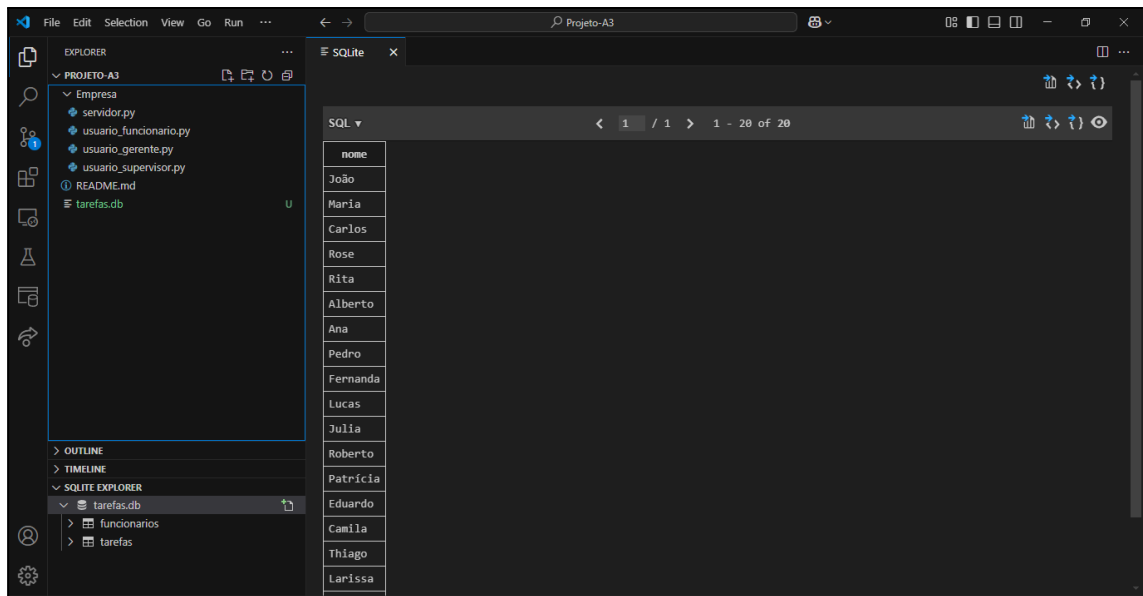 File Edit Selection View Go Run ...
Projeto-A3
EXPLORER
PROJETO-A3
Empresa
servidor.py
usuario_funcionario.py
usuario_gerente.py
usuario_supervisor.py
README.md
tarefas.db U
1
OUTLINE
TIMELINE
SQLITE EXPLORER
tarefas.db
funcionarios
tarefas
SQLite
SQL
1 / 1 1 - 20 of 20
nome
João
Maria
Carlos
Rose
Rita
Alberto
Ana
Pedro
Fernanda
Lucas
Julia
Roberto
Patrícia
Eduardo
Camila
Thiago
Larissa